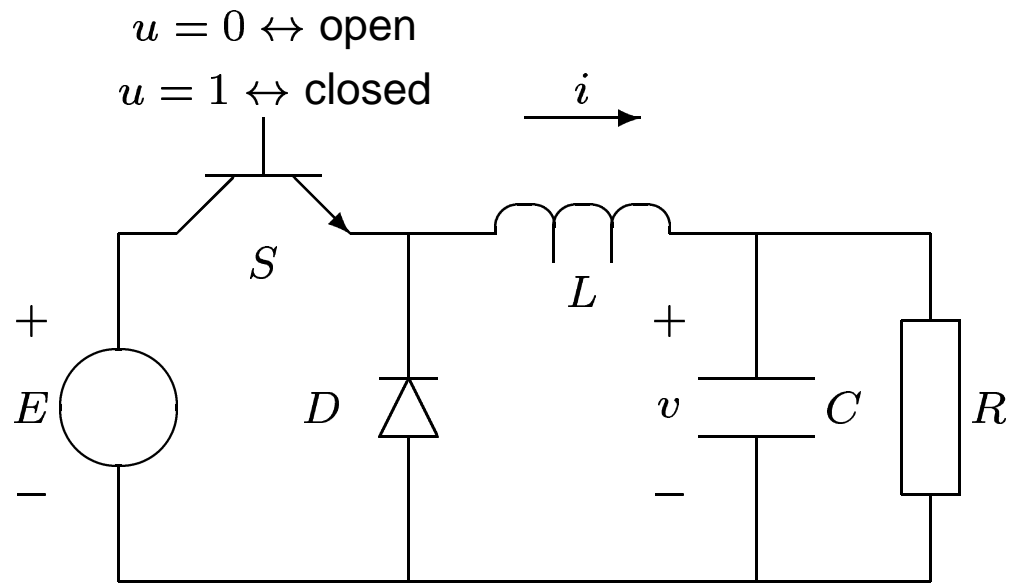 u = 0 ↔ open
u = 1 ↔ closed
i
S
L
+
+
E
D
v
C
R
−
−